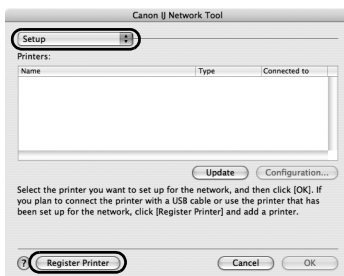 Canon IJ Network Tool
Setup
Printers:
Name Type Connected to
Update Configuration...
Select the printer you want to set up for the network, and then click [OK]. If
you plan to connect the printer with a USB cable or use the printer that has
been set up for the network, click [Register Printer] and add a printer.
? Register Printer Cancel OK